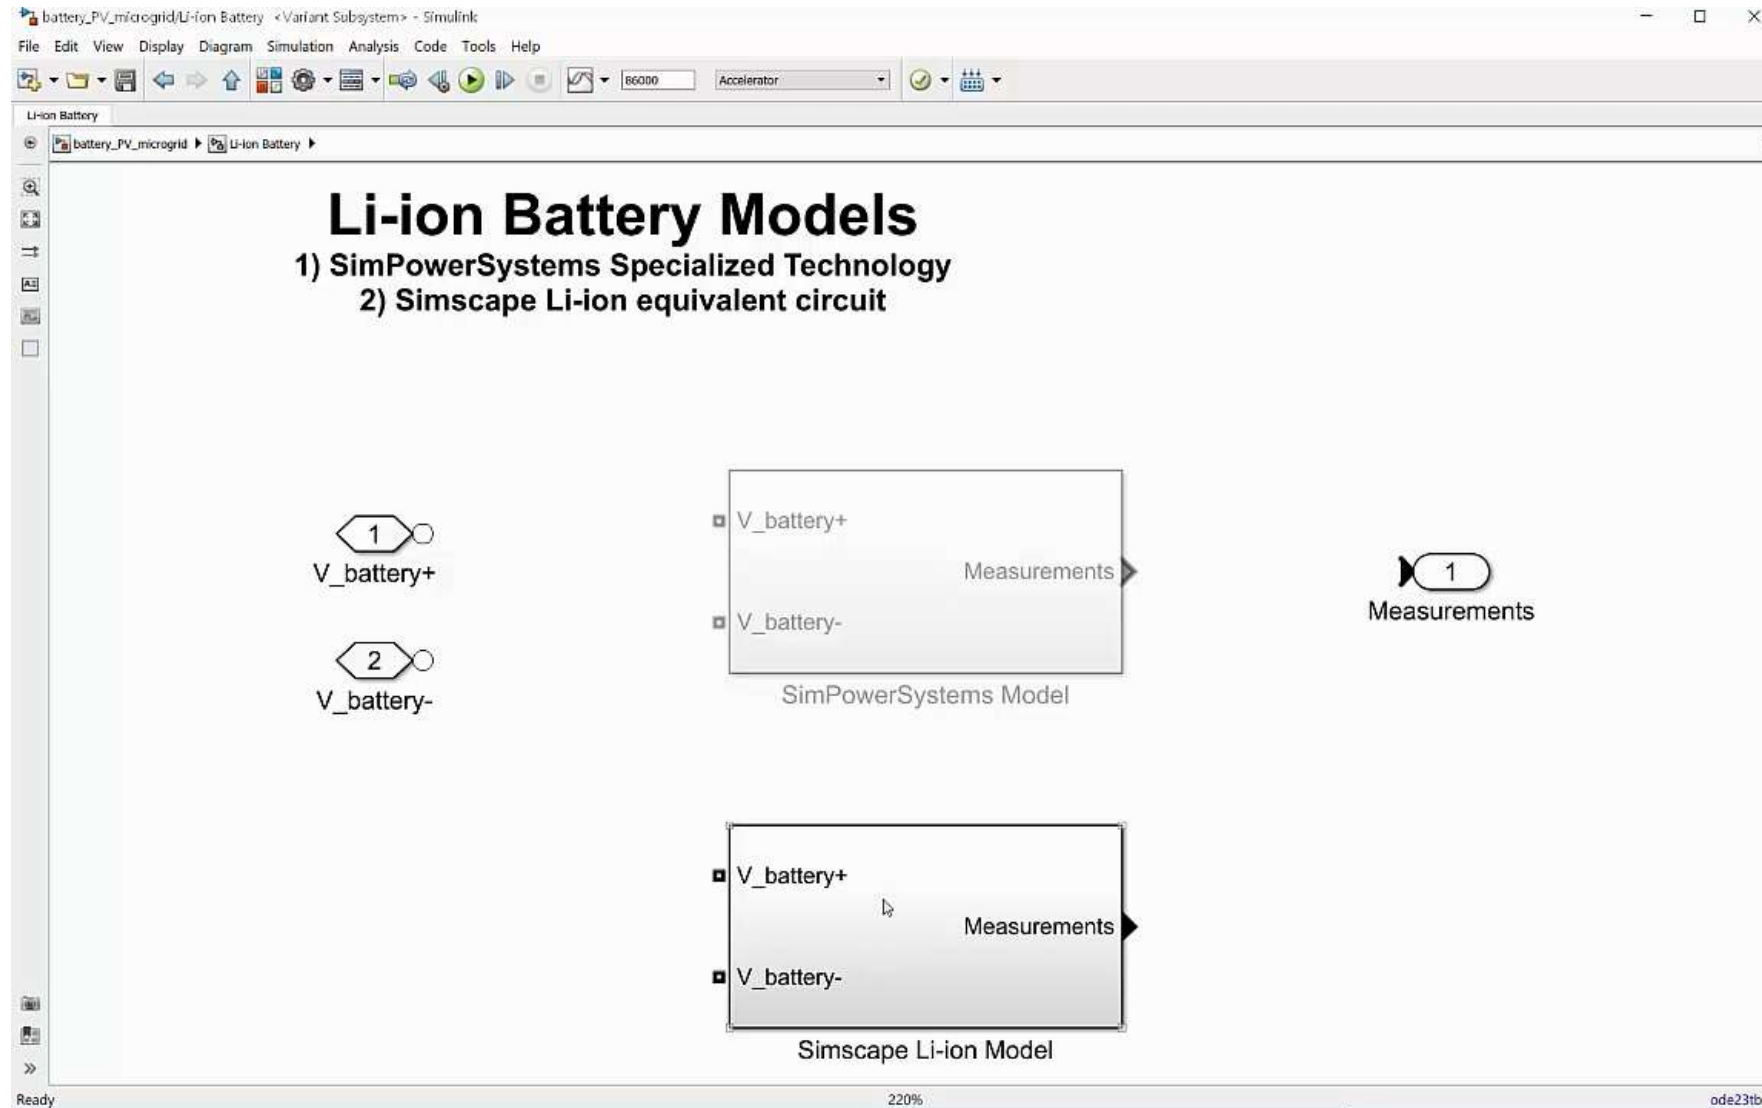 battery_PV_microgrid/Li-ion Battery <Variant Subsystem> - Simulink
File Edit View Display Diagram Simulation Analysis Code Tools Help
86000 Accelerator
Li-ion Battery
battery_PV_microgrid Li-ion Battery
Li-ion Battery Models
1) SimPowerSystems Specialized Technology
2) Simscape Li-ion equivalent circuit
1
V_battery+
2
V_battery-
V_battery+
Measurements
V_battery-
SimPowerSystems Model
1
Measurements
V_battery+
Measurements
V_battery-
Simscape Li-ion Model
Ready 220% ode23tb